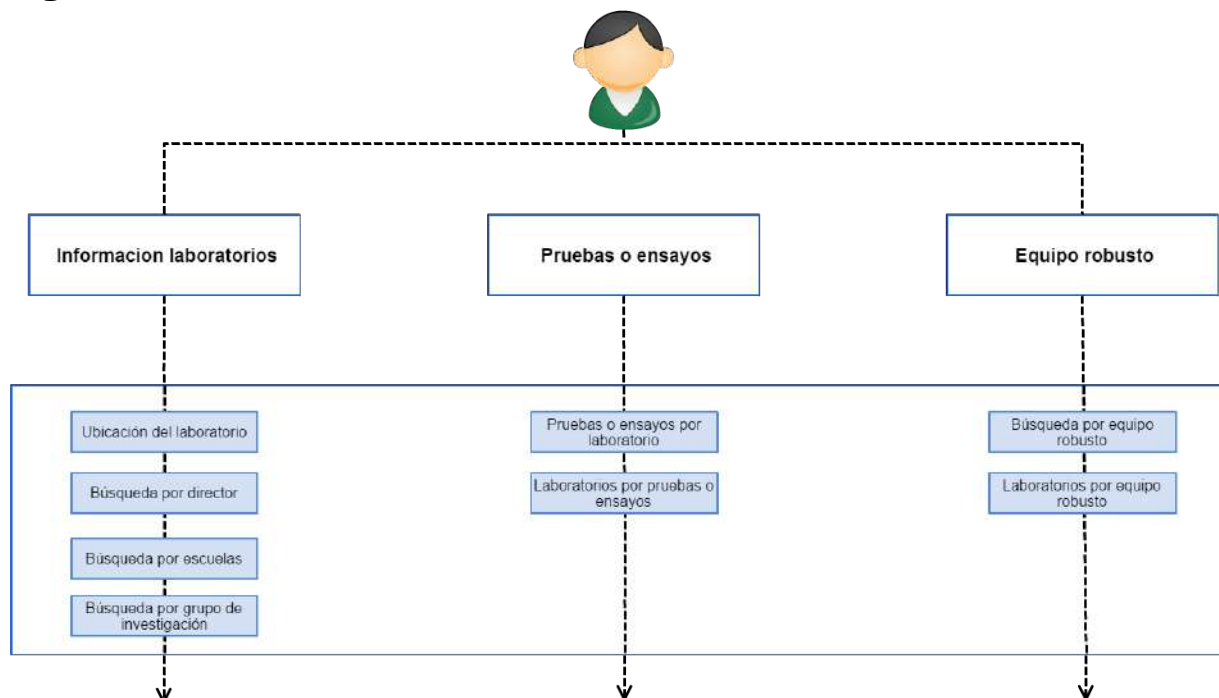 Informacion laboratorios
Pruebas o ensayos
Equipo robusto
Ubicación del laboratorio
Búsqueda por director
Búsqueda por escuelas
Búsqueda por grupo de
investigación
Pruebas o ensayos por
laboratorio
Laboratorios por pruebas o
ensayos
Búsqueda por equipo
robusto
Laboratorios por equipo
robusto